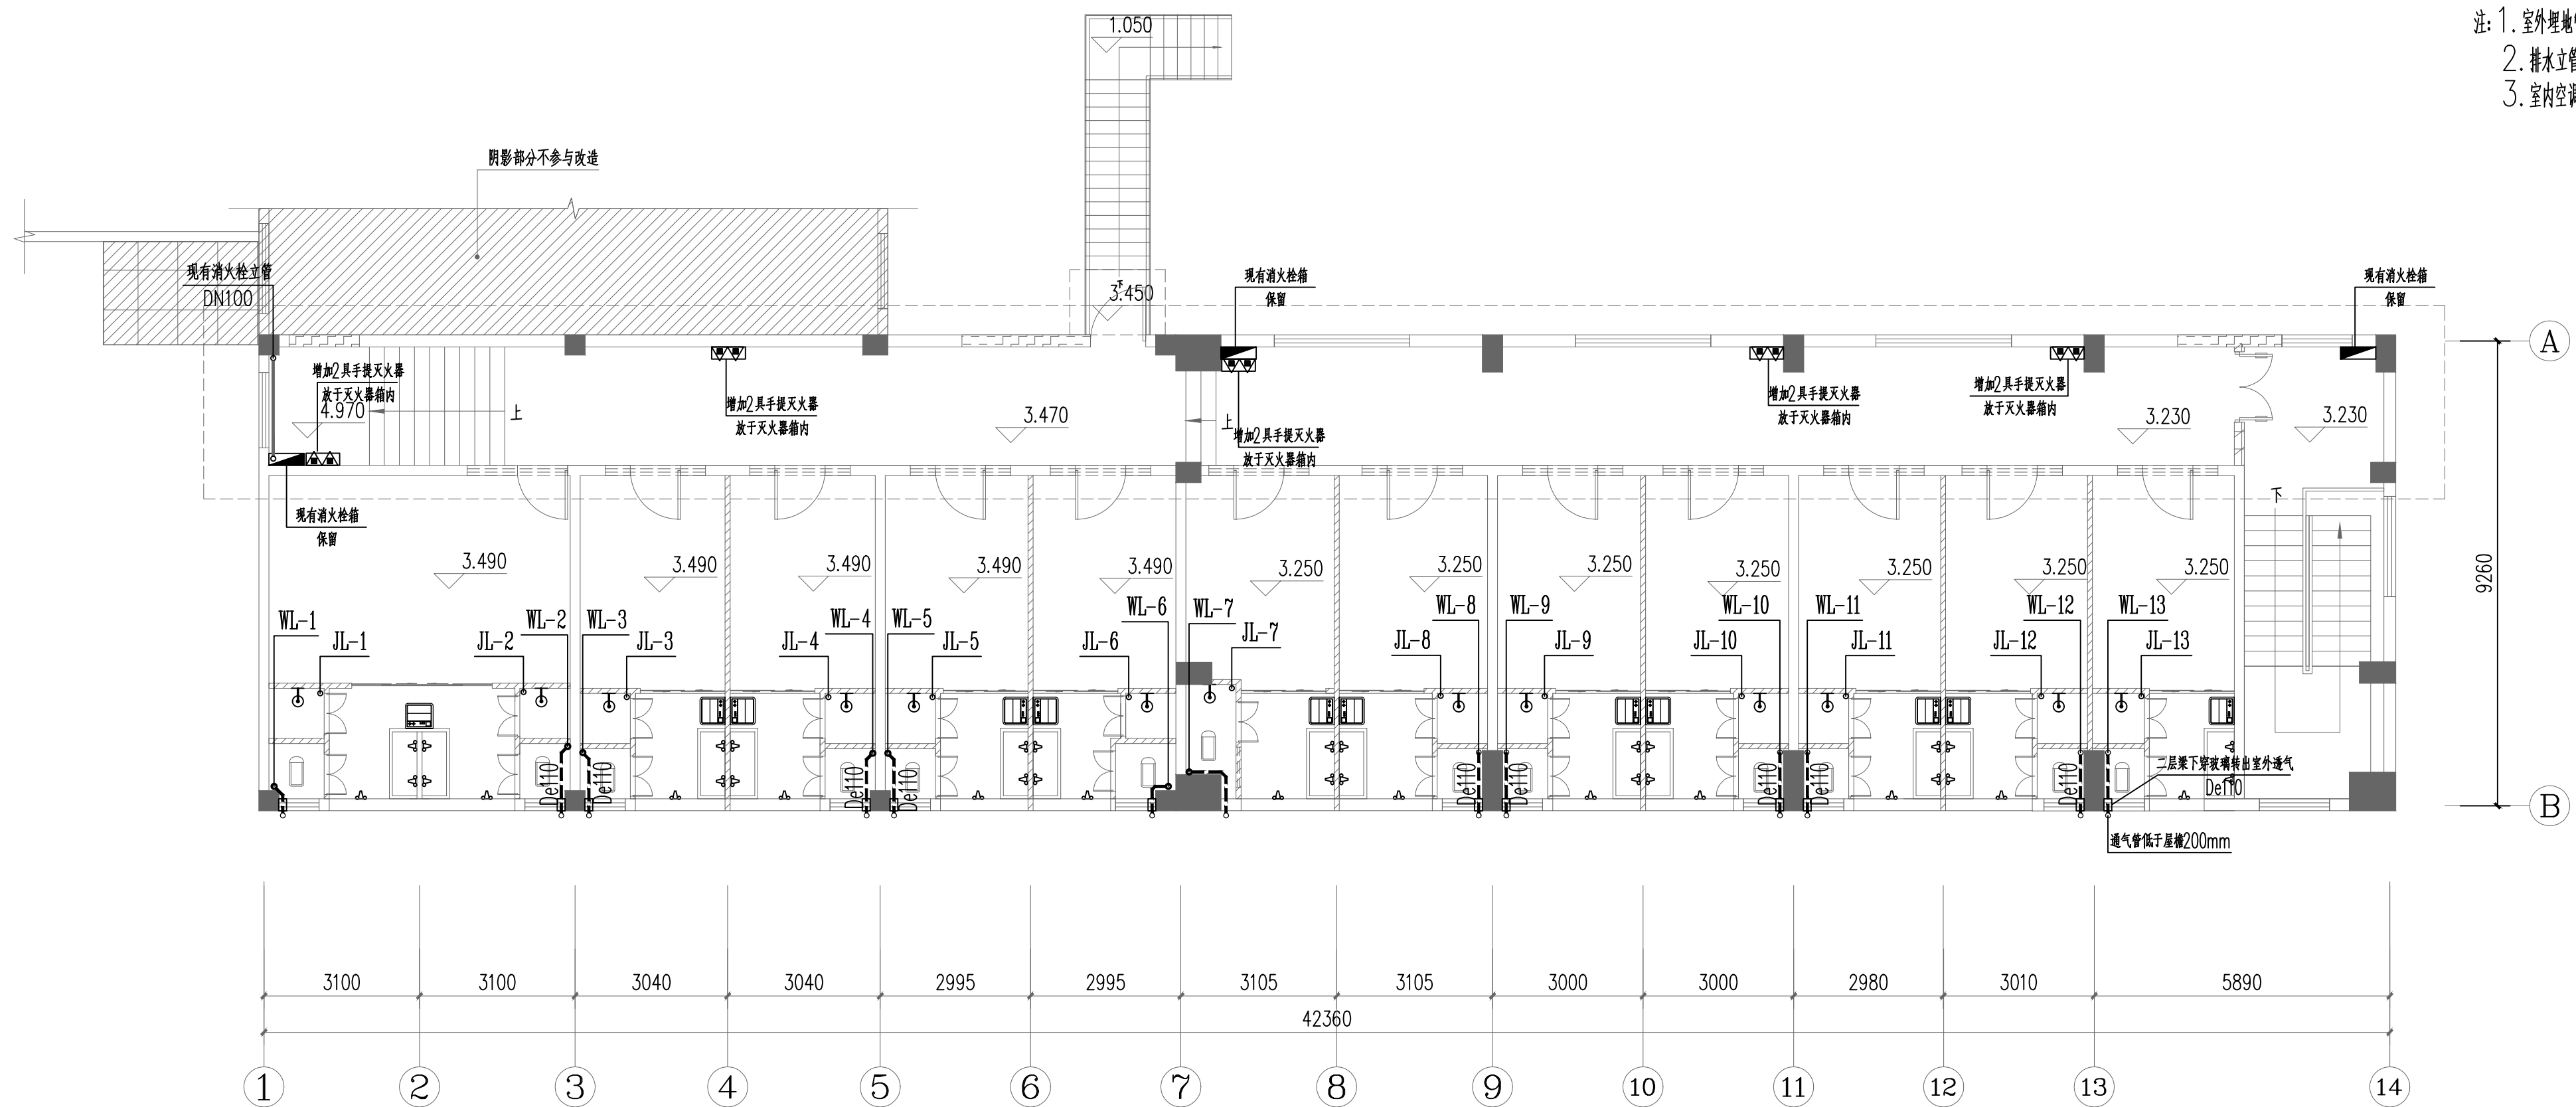 注: 1. 室外埋地
2. 排水立管
3. 室内空调
1.050
阴影部分不参与改造
现有消火栓立管
DN100
3.450
现有消火栓箱
保留
现有消火栓箱
保留
A
增加2具手提灭火器
放于灭火器箱内
4.970
上
增加2具手提灭火器
放于灭火器箱内
3.470
上
增加2具手提灭火器
放于灭火器箱内
增加2具手提灭火器
放于灭火器箱内
增加2具手提灭火器
放于灭火器箱内
3.230
3.230
现有消火栓箱
保留
下
下
9260
3.490
3.490
3.490
3.490
3.490
3.250
3.250
3.250
3.250
3.250
3.250
3.250
WL-1
WL-2
WL-3
WL-4
WL-5
WL-6
WL-7
WL-8
WL-9
WL-10
WL-11
WL-12
WL-13
JL-1
JL-2
JL-3
JL-4
JL-5
JL-6
JL-7
JL-8
JL-9
JL-10
JL-11
JL-12
JL-13
De110
De110
De110
De110
De110
De110
De110
De110
De110
二层梁下穿玻璃转出室外透气
De110
B
通气管低于屋檐200mm
3100
3100
3040
3040
2995
2995
3105
3105
3000
3000
2980
3010
5890
42360
1
2
3
4
5
6
7
8
9
10
11
12
13
14